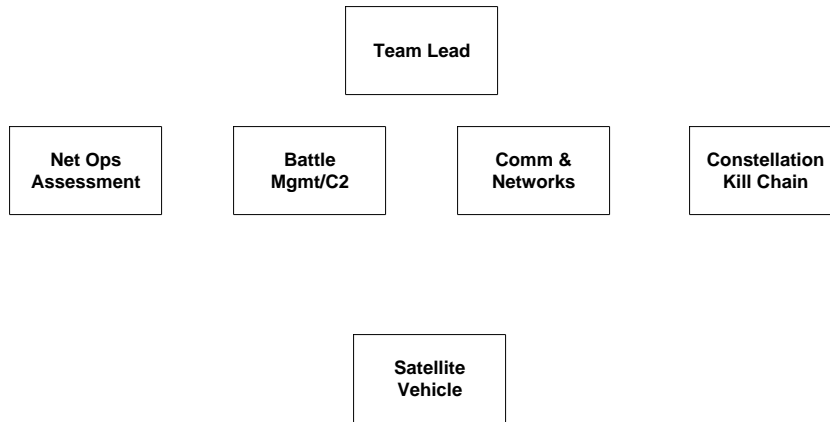 Team Lead
Net Ops
Assessment
Battle
Mgmt/C2
Comm &
Networks
Constellation
Kill Chain
Satellite
Vehicle